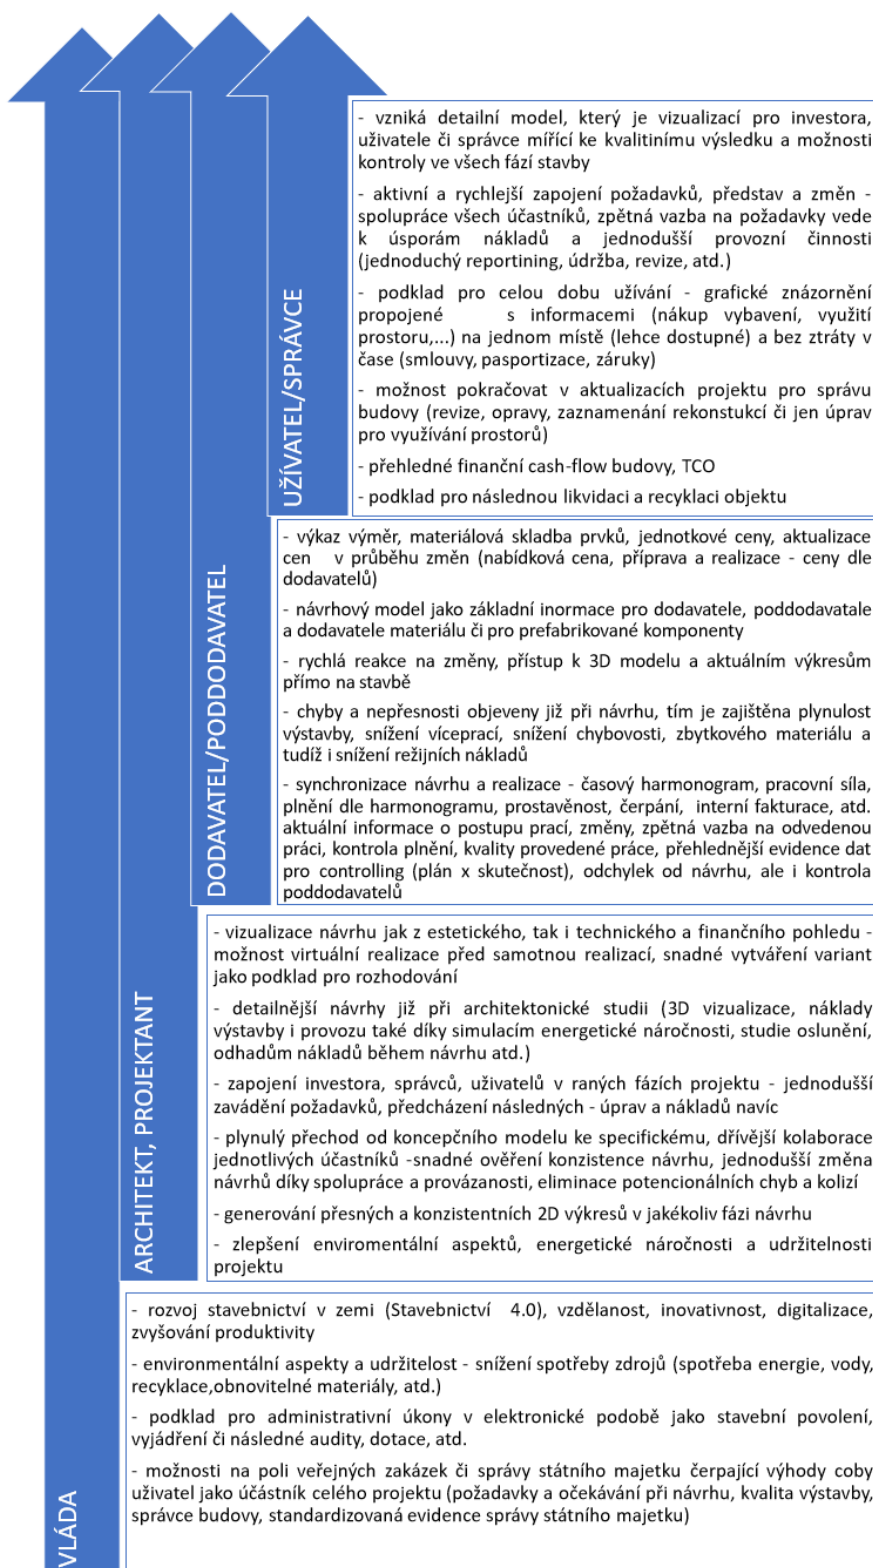 - vzniká detailní model, který je vizualizací pro investora,
uživatele či správce mířící ke kvalitinímu výsledku a možnosti
kontroly ve všech fází stavby
- aktivní a rychlejší zapojení požadavků, představ a změn -
spolupráce všech účastníků, zpětná vazba na požadavky vede
k úsporám nákladů a jednodušší provozní činnosti
(jednoduchý reportining, údržba, revize, atd.)
- podklad pro celou dobu užívání - grafické znázornění
propojené s informacemi (nákup vybavení, využití
prostoru,...) na jednom místě (lehce dostupné) a bez ztráty v
čase (smlouvy, pasportizace, záruky)
- možnost pokračovat v aktualizacích projektu pro správu
budovy (revize, opravy, zaznamenání rekonstukcí či jen úprav
pro využívání prostorů)
- přehledné finanční cash-flow budovy, TCO
- podklad pro následnou likvidaci a recyklaci objektu
UŽÍVATEL/SPRÁVCE
- výkaz výměr, materiálová skladba prvků, jednotkové ceny, aktualizace
cen v průběhu změn (nabídková cena, příprava a realizace - ceny dle
dodavatelů)
- návrhový model jako základní inormace pro dodavatele, poddodavatale
a dodavatele materiálu či pro prefabrikované komponenty
- rychlá reakce na změny, přístup k 3D modelu a aktuálním výkresům
přímo na stavbě
- chyby a nepřesnosti objeveny již při návrhu, tím je zajištěna plynulost
výstavby, snížení víceprací, snížení chybovosti, zbytkového materiálu a
tudíž i snížení režijních nákladů
- synchronizace návrhu a realizace - časový harmonogram, pracovní síla,
plnění dle harmonogramu, prostavěnost, čerpání, interní fakturace, atd.
aktuální informace o postupu prací, změny, zpětná vazba na odvedenou
práci, kontrola plnění, kvality provedené práce, přehlednější evidence dat
pro controlling (plán x skutečnost), odchylek od návrhu, ale i kontrola
poddodavatelů
DODAVATEL/PODDODAVATEL
- vizualizace návrhu jak z estetického, tak i technického a finančního pohledu -
možnost virtuální realizace před samotnou realizací, snadné vytváření variant
jako podklad pro rozhodování
- detailnější návrhy již při architektonické studii (3D vizualizace, náklady
výstavby i provozu také díky simulacím energetické náročnosti, studie oslunění,
odhadům nákladů během návrhu atd.)
- zapojení investora, správců, uživatelů v raných fázích projektu - jednodušší
zavádění požadavků, předcházení následných - úprav a nákladů navíc
- plynulý přechod od koncepčního modelu ke specifickému, dřívější kolaborace
jednotlivých účastníků -snadné ověření konzistence návrhu, jednodušší změna
návrhů díky spolupráce a provázanosti, eliminace potencionálních chyb a kolizí
- generování přesných a konzistentních 2D výkresů v jakékoliv fázi návrhu
- zlepšení enviromentální aspektů, energetické náročnosti a udržitelnosti
projektu
ARCHITEKT, PROJEKTANT
- rozvoj stavebnictví v zemi (Stavebnictví 4.0), vzdělanost, inovativnost, digitalizace,
zvyšování produktivity
- environmentální aspekty a udržitelost - snížení spotřeby zdrojů (spotřeba energie, vody,
recyklace,obnovitelné materiály, atd.)
- podklad pro administrativní úkony v elektronické podobě jako stavební povolení,
vyjádření či následné audity, dotace, atd.
- možnosti na poli veřejných zakázek či správy státního majetku čerpající výhody coby
uživatel jako účástník celého projektu (požadavky a očekávání při návrhu, kvalita výstavby,
správce budovy, standardizovaná evidence správy státního majetku)
VLÁDA